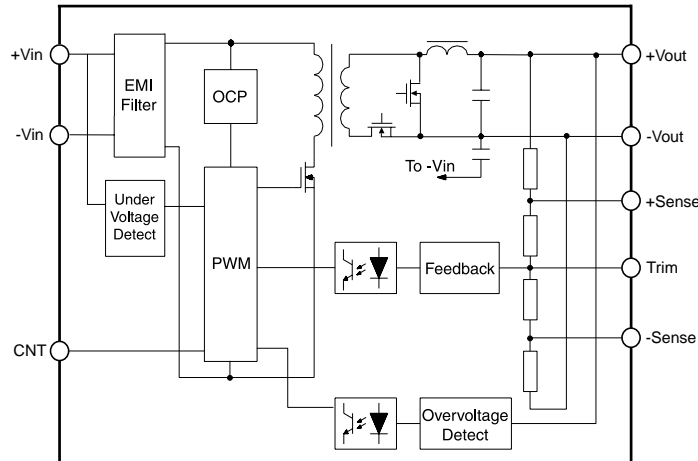 +Vin
EMI
Filter
OCP
+Vout
-Vin
To -Vin
-Vout
Under
Voltage
Detect
+Sense
PWM
Feedback
Trim
CNT
-Sense
Overvoltage
Detect